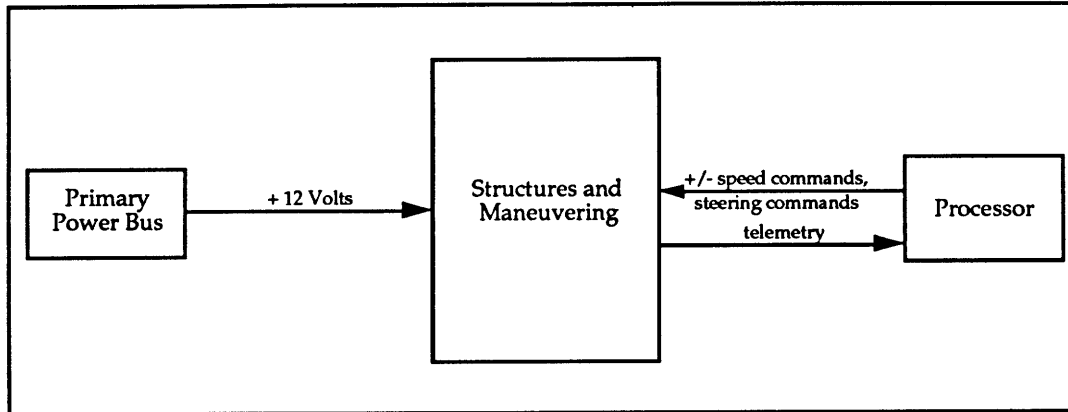 Primary
Power Bus
+ 12 Volts
Structures and
Maneuvering
+/- speed commands,
steering commands
telemetry
Processor